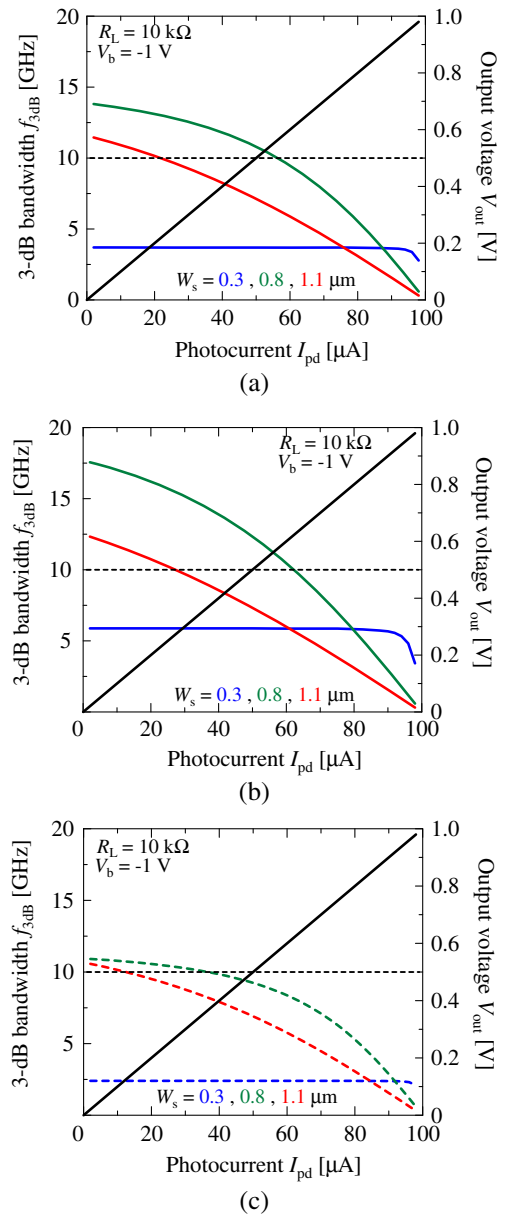 20
15
10
5
0
3-dB bandwidth f3dB [GHz]
RL = 10 kΩ
Vb = -1 V
Ws = 0.3 , 0.8 , 1.1 μm
1.0
0.8
0.6
0.4
0.2
0
Output voltage Vout [V]
0 20 40 60 80 100
Photocurrent Ipd [μA]
(a)
20
15
10
5
0
3-dB bandwidth f3dB [GHz]
RL = 10 kΩ
Vb = -1 V
Ws = 0.3 , 0.8 , 1.1 μm
1.0
0.8
0.6
0.4
0.2
0
Output voltage Vout [V]
0 20 40 60 80 100
Photocurrent Ipd [μA]
(b)
20
15
10
5
0
3-dB bandwidth f3dB [GHz]
RL = 10 kΩ
Vb = -1 V
Ws = 0.3 , 0.8 , 1.1 μm
1.0
0.8
0.6
0.4
0.2
0
Output voltage Vout [V]
0 20 40 60 80 100
Photocurrent Ipd [μA]
(c)